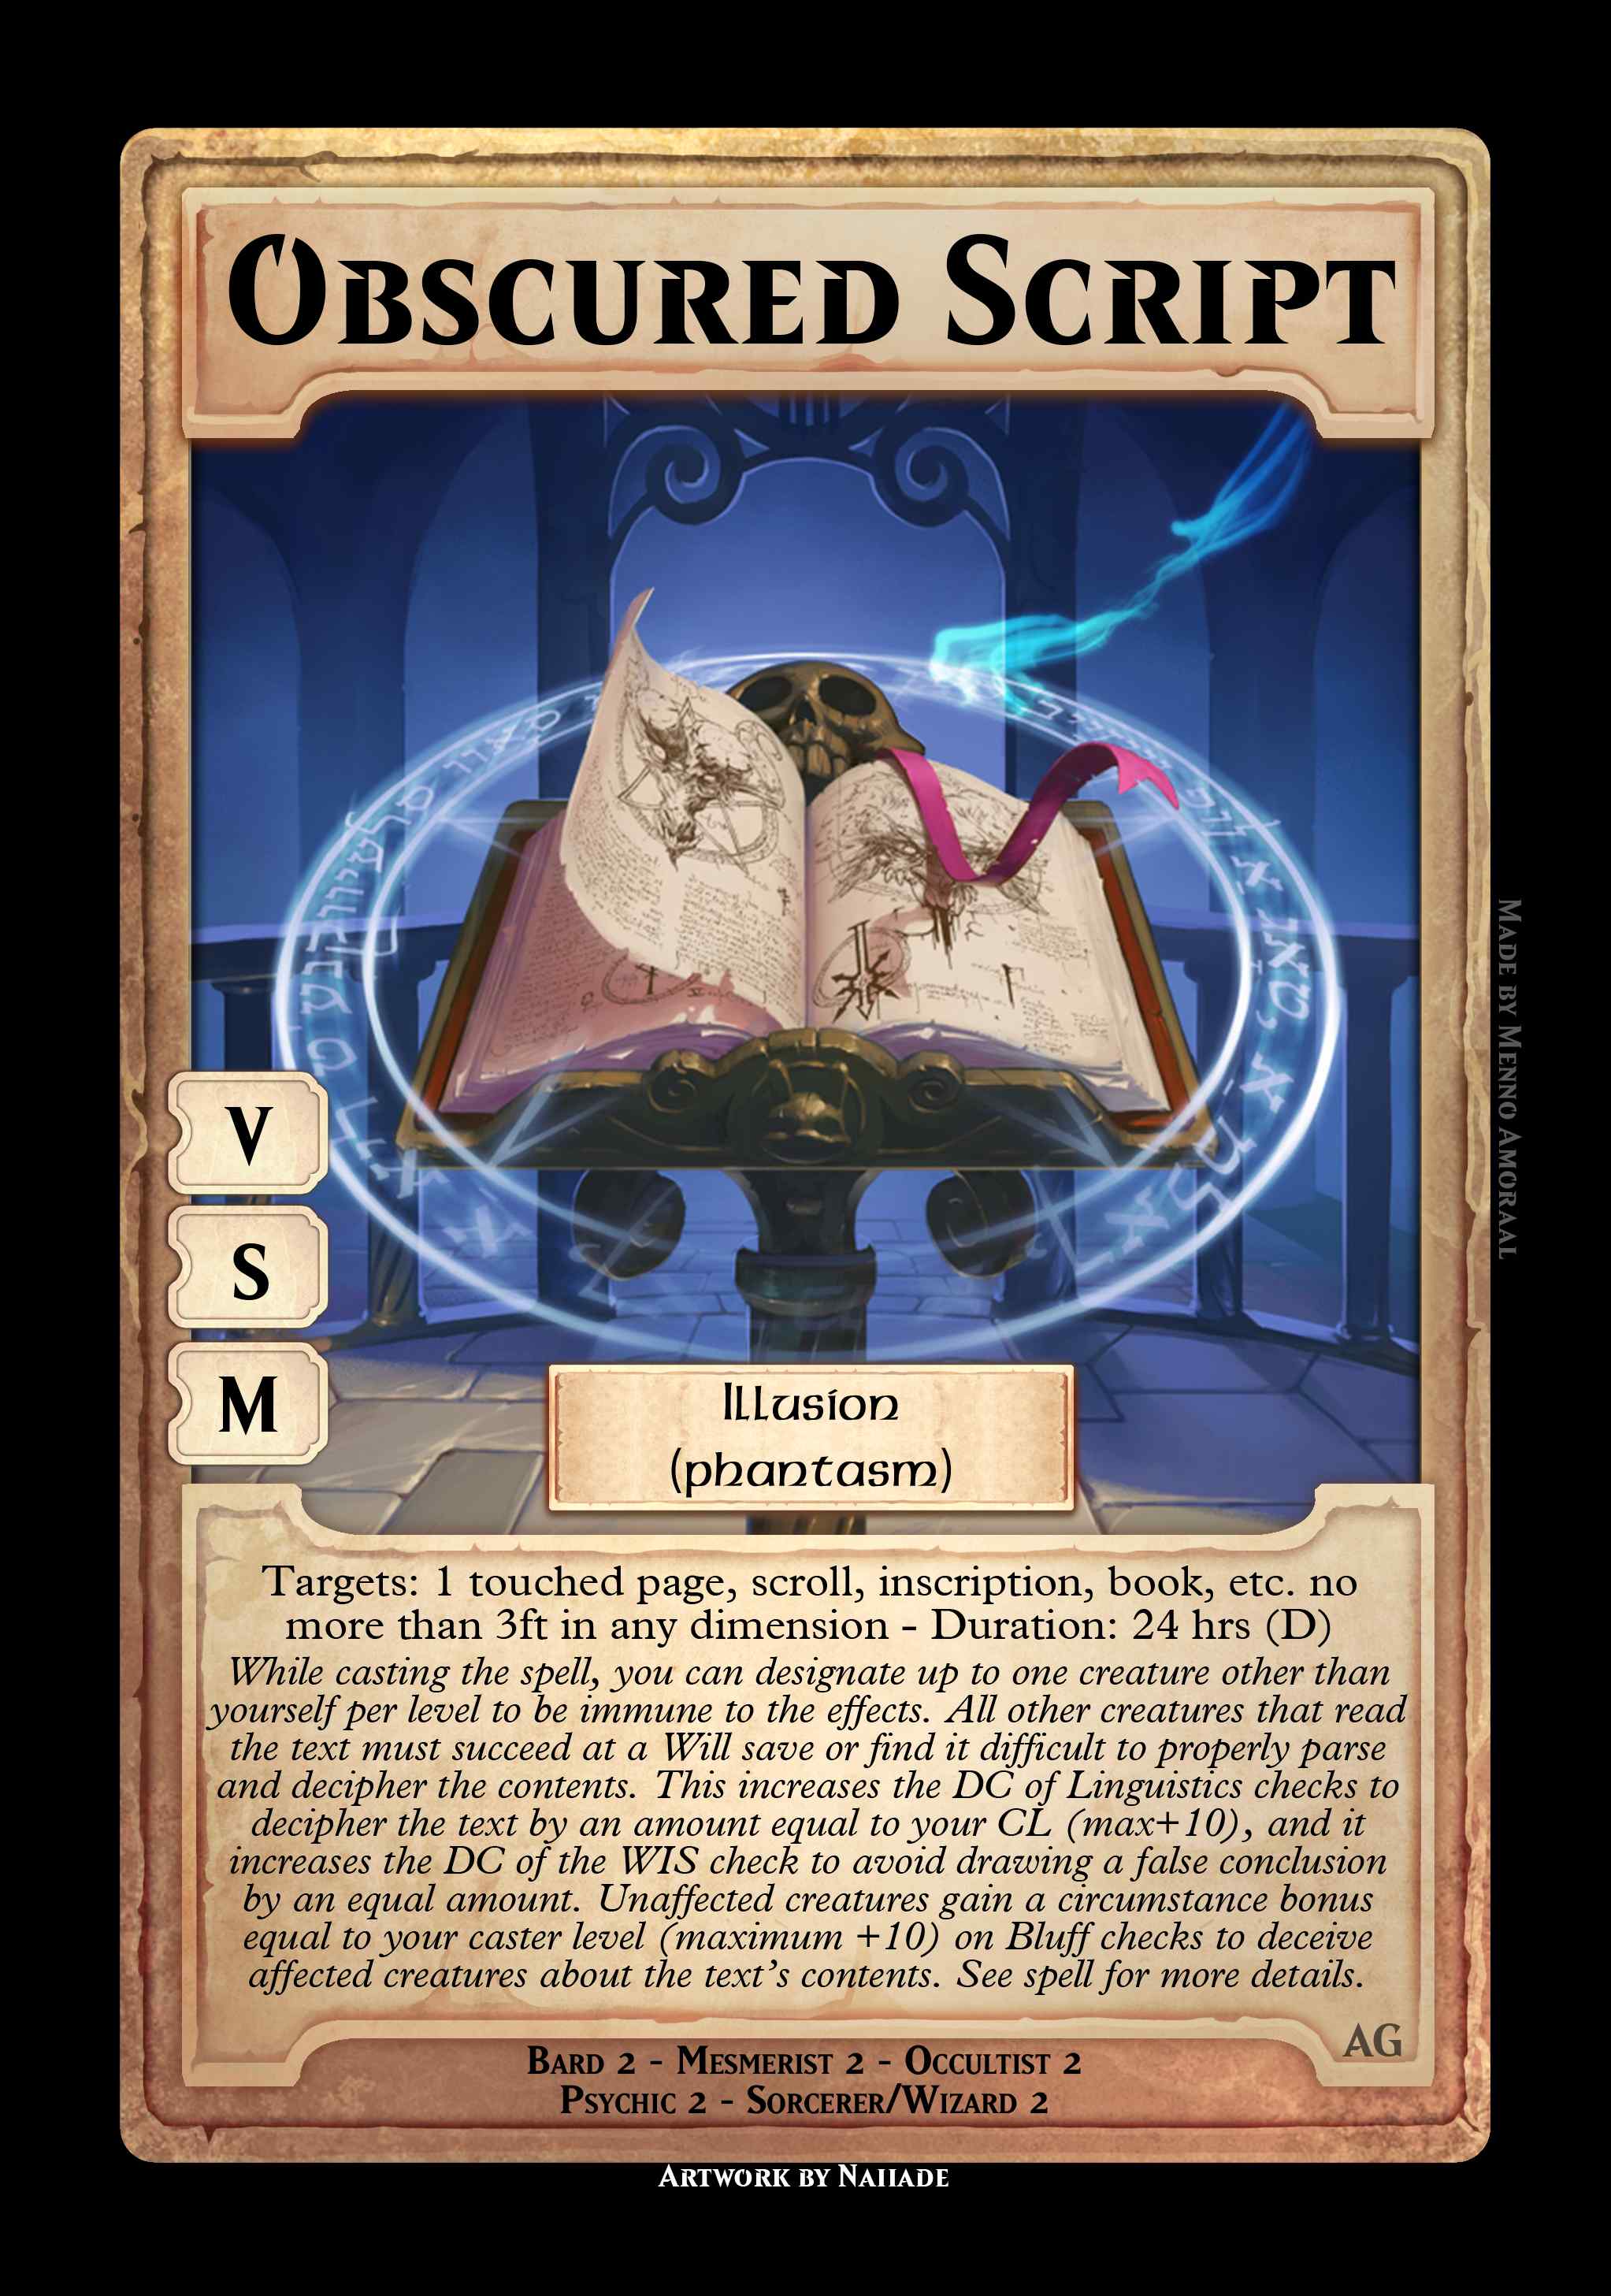 Obscured Script
V
S
M
Illusion
(phantasm)
Targets: 1 touched page, scroll, inscription, book, etc. no
more than 3ft in any dimension - Duration: 24 hrs (D)
While casting the spell, you can designate up to one creature other than
yourself per level to be immune to the effects. All other creatures that read
the text must succeed at a Will save or find it difficult to properly parse
and decipher the contents. This increases the DC of Linguistics checks to
decipher the text by an amount equal to your CL (max+10), and it
increases the DC of the WIS check to avoid drawing a false conclusion
by an equal amount. Unaffected creatures gain a circumstance bonus
equal to your caster level (maximum +10) on Bluff checks to deceive
affected creatures about the text's contents. See spell for more details.
AG
Bard 2 - Mesmerist 2 - Occultist 2
Psychic 2 - Sorcerer/Wizard 2
Artwork by Naiiade
Made by Menno Amoraal